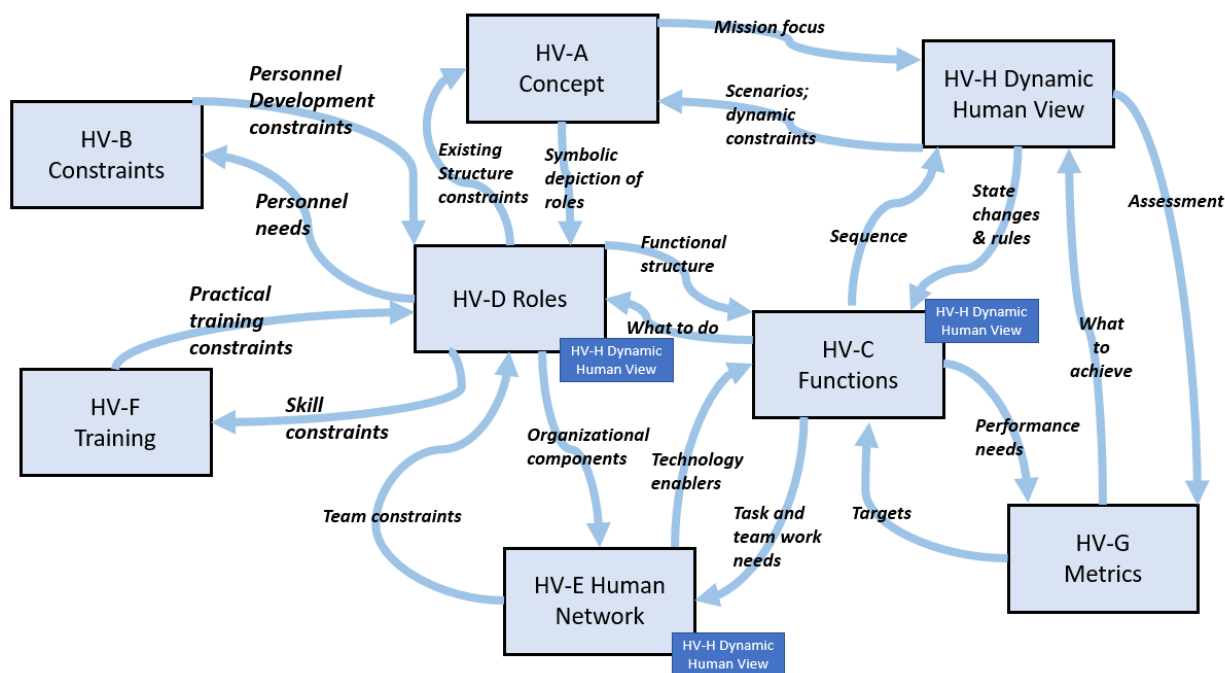 HV-A
Concept
Mission focus
HV-H Dynamic
Human View
Personnel
Development
constraints
HV-B
Constraints
Scenarios;
dynamic
constraints
Existing
Structure
constraints
Symbolic
depiction of
roles
Personnel
needs
Sequence
State
changes
& rules
Assessment
HV-D Roles
HV-H Dynamic
Human View
Functional
structure
What to do
Practical
training
constraints
HV-C
Functions
HV-H Dynamic
Human View
What
to
achieve
HV-F
Training
Skill
constraints
Organizational
components
Technology
enablers
Performance
needs
Team constraints
Task and
team work
needs
Targets
HV-G
Metrics
HV-E Human
Network
HV-H Dynamic
Human View